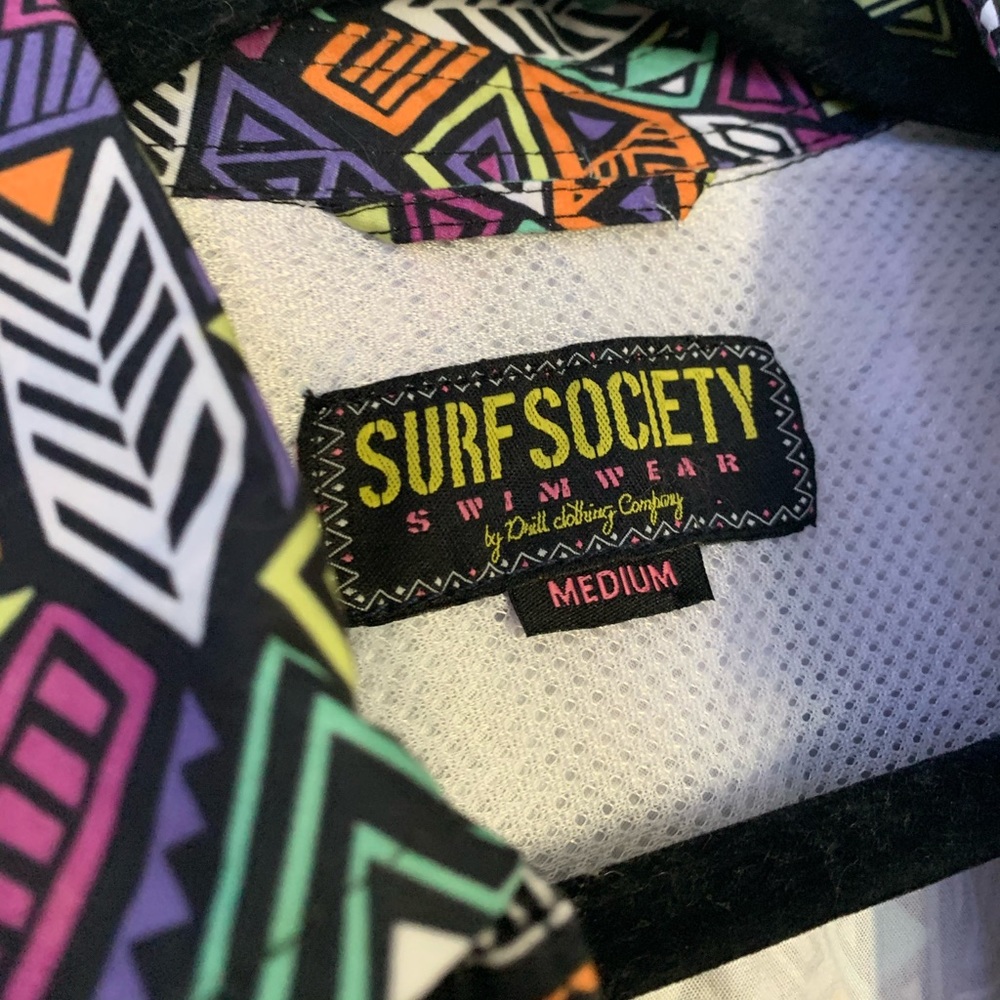 SURF SOCIETY
SWIMWEAR
by Drill clothing Company
MEDIUM